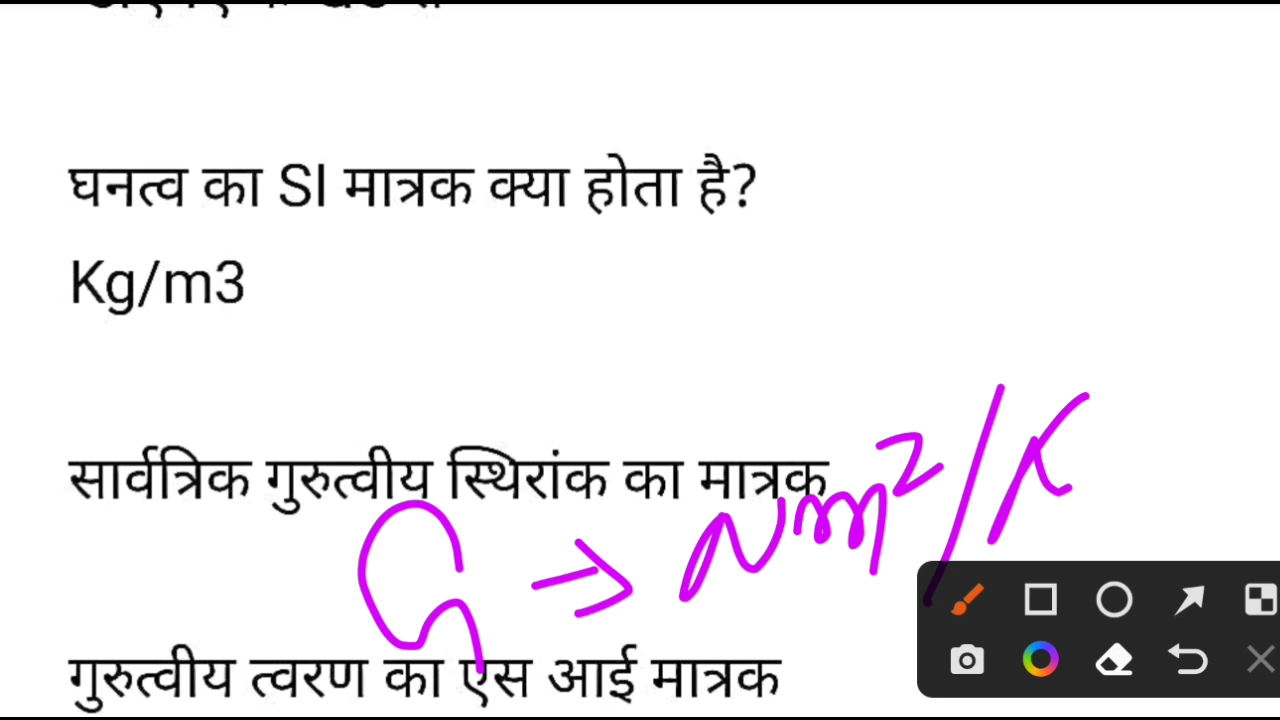 घनत्व का SI मात्रक क्या होता है?
Kg/m3
सार्वत्रिक गुरुत्वीय स्थिरांक का मात्रक
G → Nm²/K
गुरुत्वीय त्वरण का एस आई मात्रक